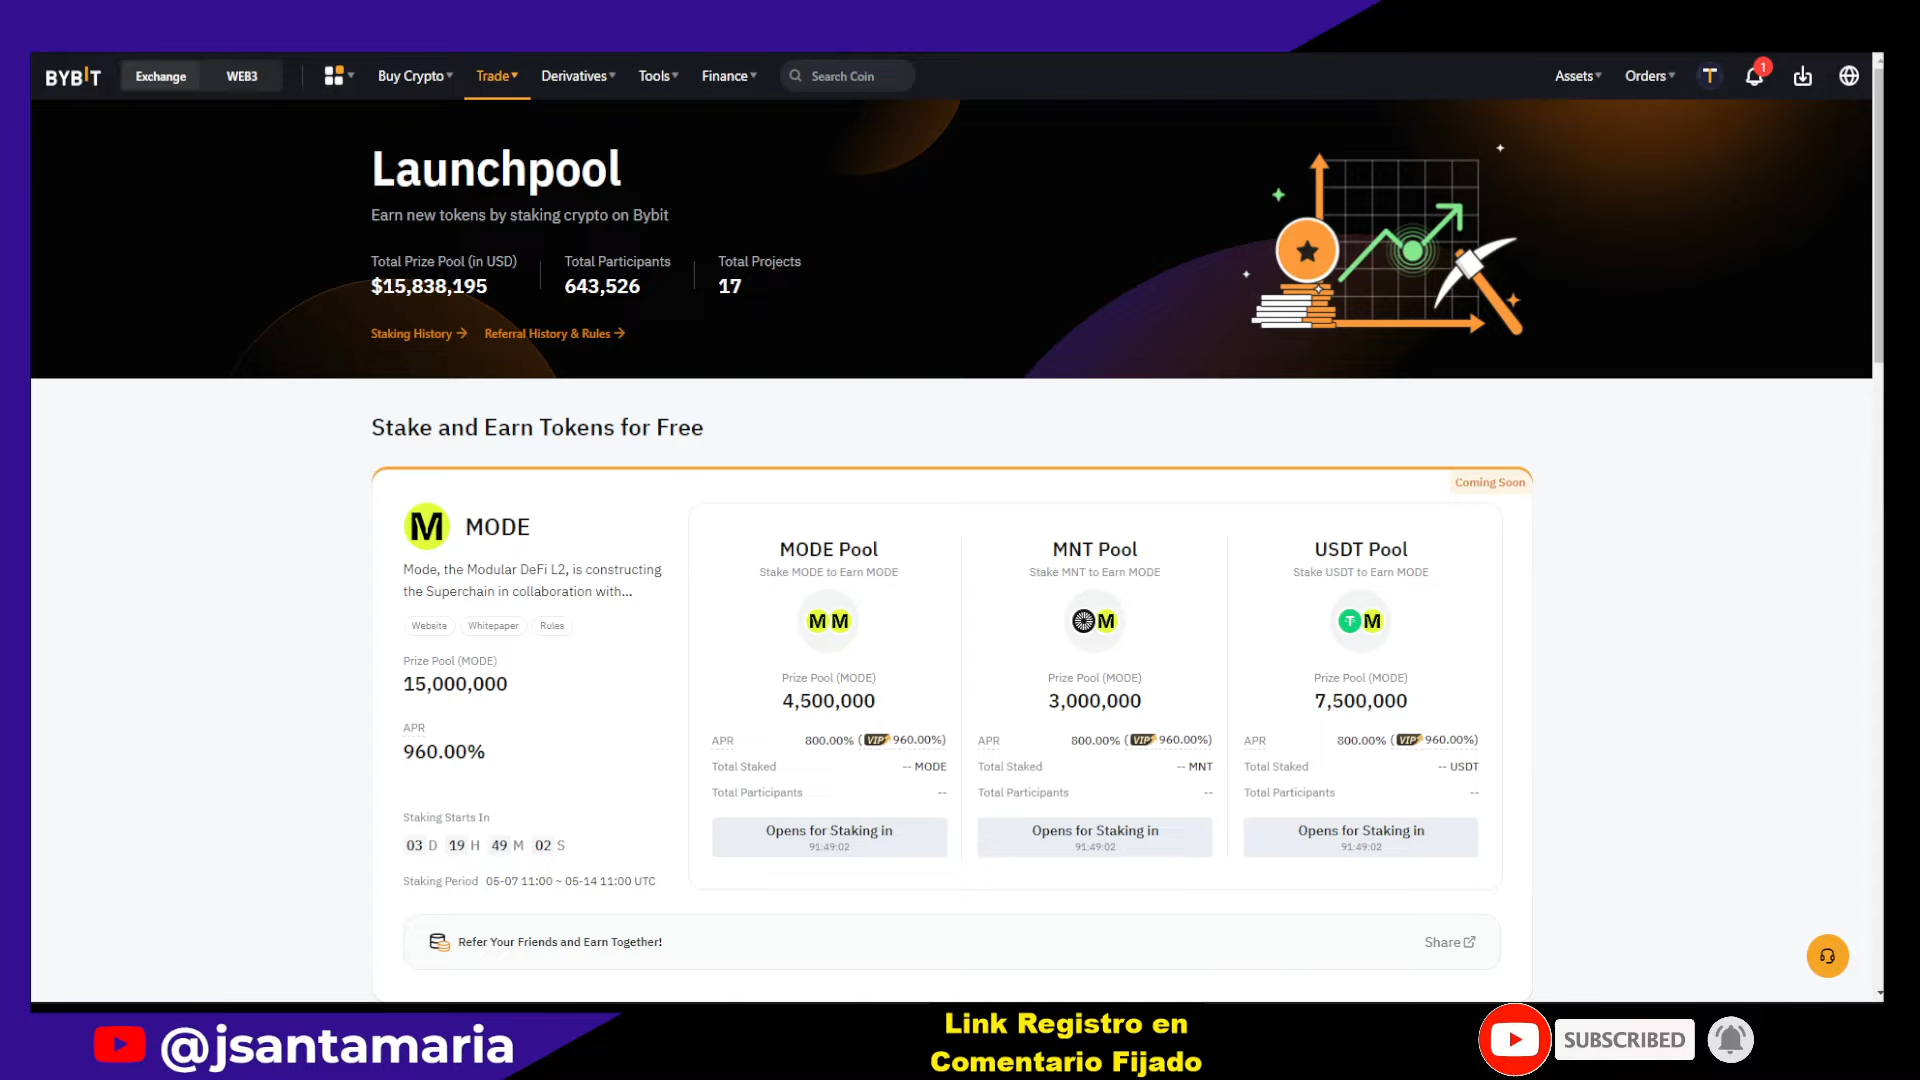 BYBIT Exchange WEB3 Buy Crypto Trade Derivatives Tools Finance Search Coin Assets Orders T 1
Launchpool
Earn new tokens by staking crypto on Bybit
Total Prize Pool (in USD) Total Participants Total Projects
$15,838,195 643,526 17
Staking History Referral History & Rules
Stake and Earn Tokens for Free
Coming Soon
M MODE
Mode, the Modular DeFi L2, is constructing
the Superchain in collaboration with...
Website Whitepaper Rules
Prize Pool (MODE)
15,000,000
APR
960.00%
Staking Starts In
03 D 19 H 49 M 02 S
Staking Period 05-07 11:00 ~ 05-14 11:00 UTC
MODE Pool
Stake MODE to Earn MODE
M M
Prize Pool (MODE)
4,500,000
APR 800.00% (VIP 960.00%)
Total Staked -- MODE
Total Participants --
Opens for Staking in
91:49:02
MNT Pool
Stake MNT to Earn MODE
M
Prize Pool (MODE)
3,000,000
APR 800.00% (VIP 960.00%)
Total Staked -- MNT
Total Participants --
Opens for Staking in
91:49:02
USDT Pool
Stake USDT to Earn MODE
T M
Prize Pool (MODE)
7,500,000
APR 800.00% (VIP 960.00%)
Total Staked -- USDT
Total Participants --
Opens for Staking in
91:49:02
Refer Your Friends and Earn Together! Share
@jsantamaria
Link Registro en
Comentario Fijado
SUBSCRIBED